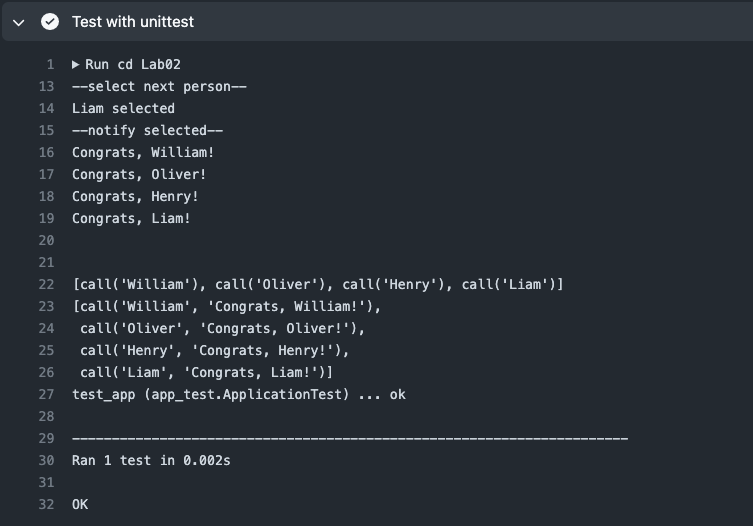 Test with unittest
1 ▶ Run cd Lab02
13 --select next person--
14 Liam selected
15 --notify selected--
16 Congrats, William!
17 Congrats, Oliver!
18 Congrats, Henry!
19 Congrats, Liam!
20
21
22 [call('William'), call('Oliver'), call('Henry'), call('Liam')]
23 [call('William', 'Congrats, William!'),
24  call('Oliver', 'Congrats, Oliver!'),
25  call('Henry', 'Congrats, Henry!'),
26  call('Liam', 'Congrats, Liam!')]
27 test_app (app_test.ApplicationTest) ... ok
28
29 ----------------------------------------------------------------------
30 Ran 1 test in 0.002s
31
32 OK